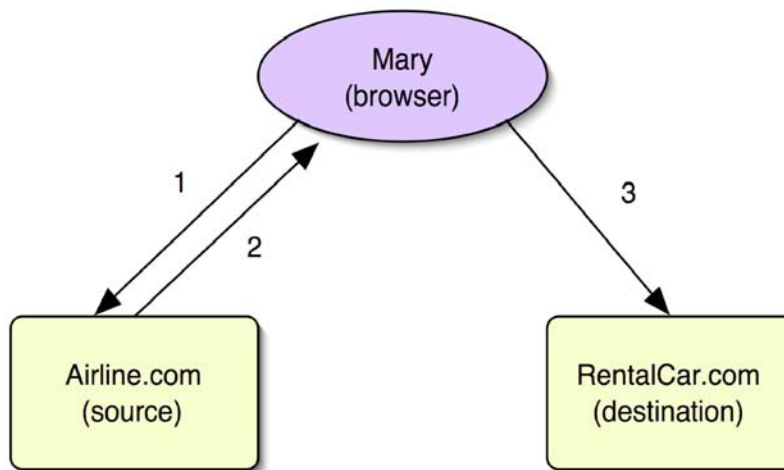 Mary
(browser)
1
2
3
Airline.com
(source)
RentalCar.com
(destination)